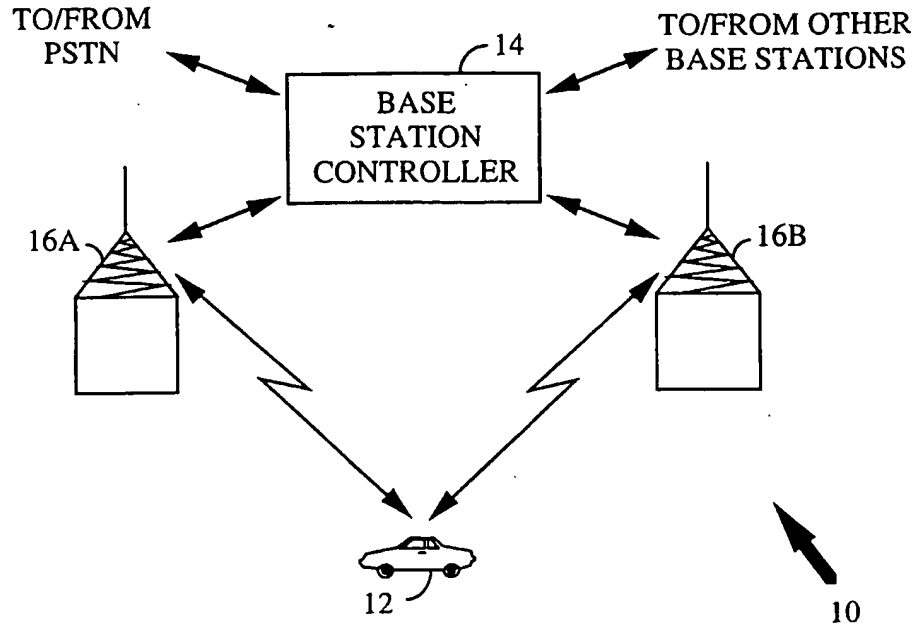 TO/FROM
PSTN
14
TO/FROM OTHER
BASE STATIONS
BASE
STATION
CONTROLLER
16A
16B
12
10